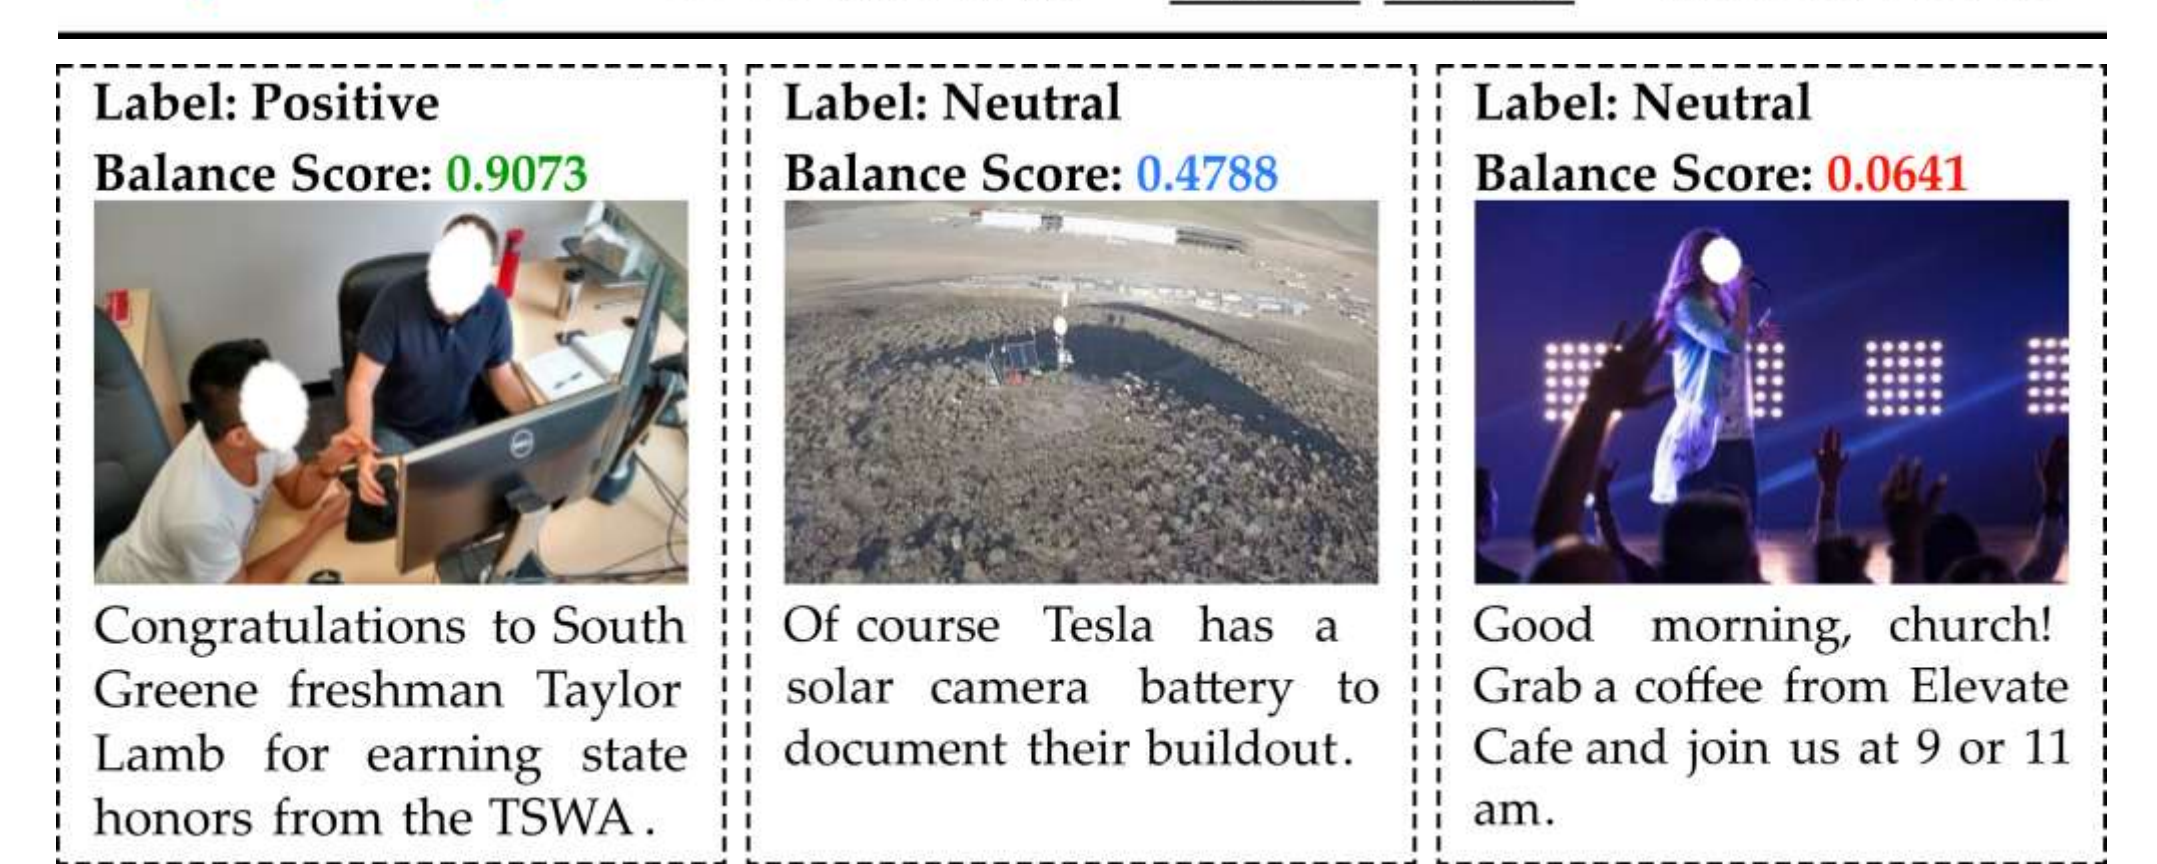 Label: Positive
Balance Score: 0.9073
DELL
Congratulations to South
Greene freshman Taylor
Lamb for earning state
honors from the TSWA.
Label: Neutral
Balance Score: 0.4788
Of course Tesla has a
solar camera battery to
document their buildout.
Label: Neutral
Balance Score: 0.0641
Good morning, church!
Grab a coffee from Elevate
Cafe and join us at 9 or 11
am.